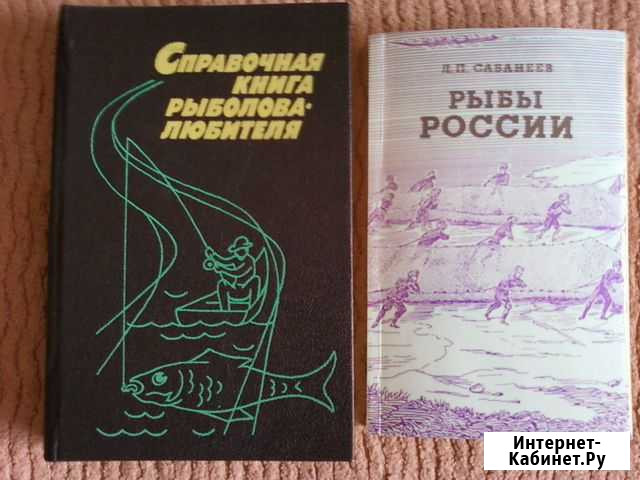 СПРАВОЧНАЯ
КНИГА
РЫБОЛОВА-
ЛЮБИТЕЛЯ
Л.П. САБАНЕЕВ
РЫБЫ
РОССИИ
Интернет-
Кабинет.Ру